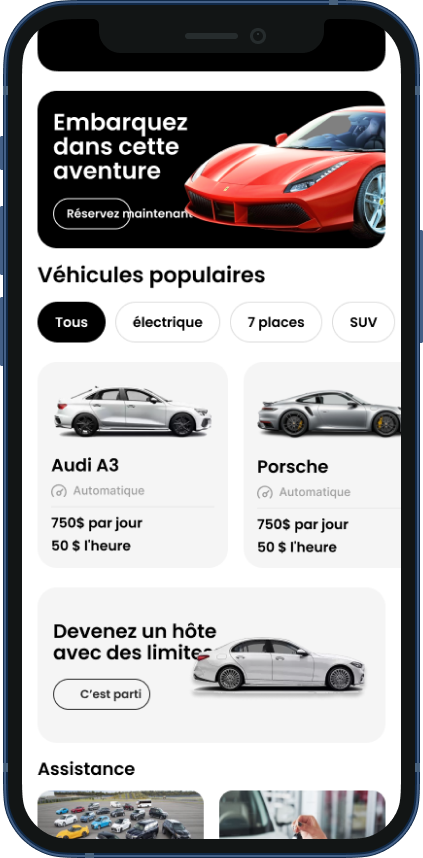 Embarquez
dans cette
aventure
Réservez maintenant
Véhicules populaires
Tous
électrique
7 places
SUV
Audi A3
Automatique
750$ par jour
50 $ l'heure
Porsche
Automatique
750$ par jour
50 $ l'heure
Devenez un hôte
avec des limites
C'est parti
Assistance